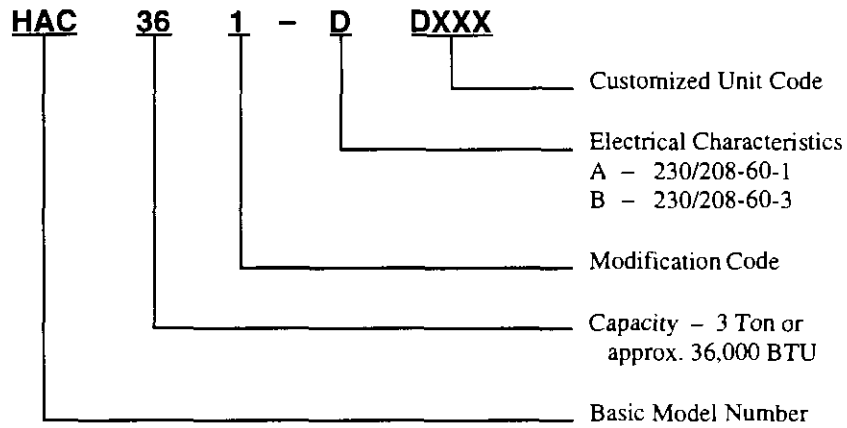 HAC 36 1 – D DXXX
Customized Unit Code
Electrical Characteristics
A – 230/208-60-1
B – 230/208-60-3
Modification Code
Capacity – 3 Ton or
approx. 36,000 BTU
Basic Model Number